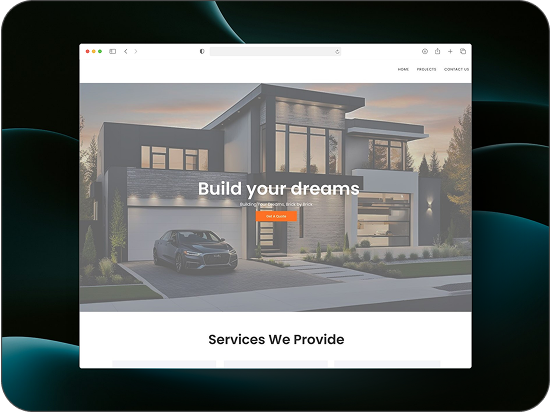 HOME PROJECTS CONTACT US
Build your dreams
Building Your Dreams, Brick by Brick
Get A Quote
Services We Provide